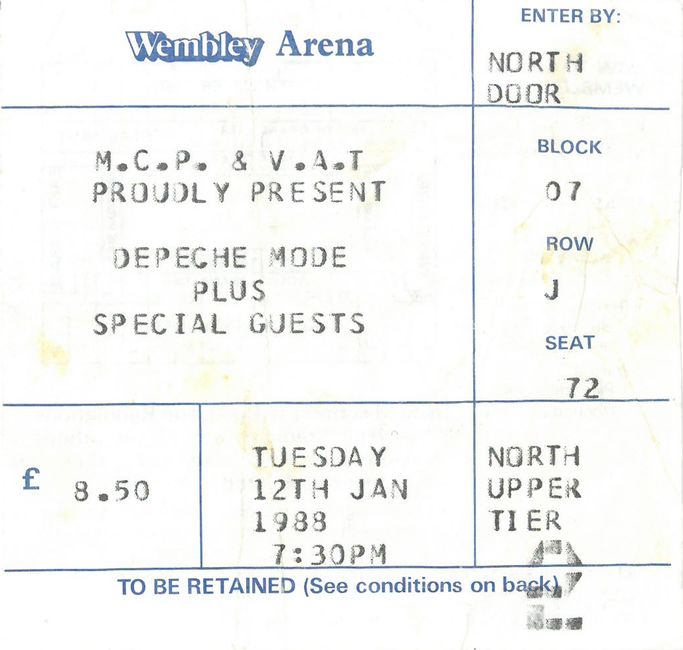 Wembley Arena
ENTER BY:
NORTH
DOOR
M.C.P. & V.A.T
PROUDLY PRESENT
DEPECHE MODE
PLUS
SPECIAL GUESTS
BLOCK
07
ROW
J
SEAT
72
£ 8.50
TUESDAY
12TH JAN
1988
7:30PM
NORTH
UPPER
TIER
TO BE RETAINED (See conditions on back)